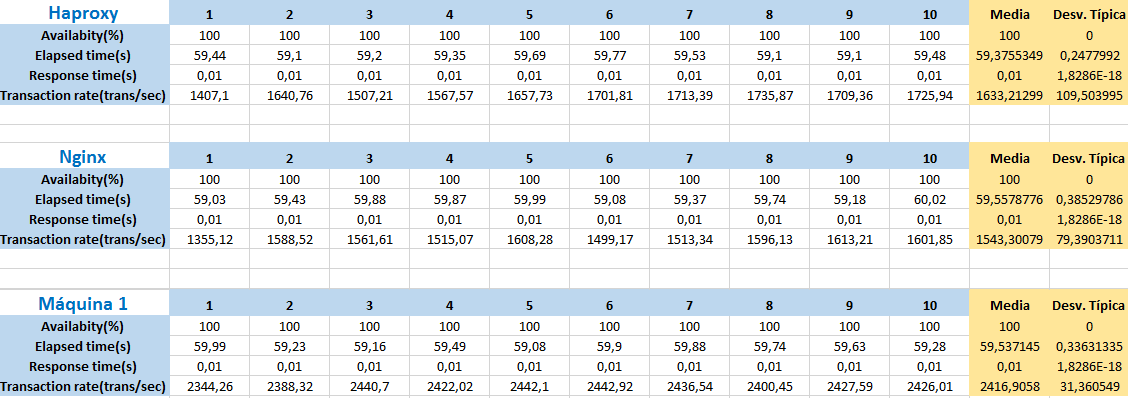 Haproxy 1 2 3 4 5 6 7 8 9 10 Media Desv. Típica
Availabity(%) 100 100 100 100 100 100 100 100 100 100 100 0
Elapsed time(s) 59,44 59,1 59,2 59,35 59,69 59,77 59,53 59,1 59,1 59,48 59,3755349 0,2477992
Response time(s) 0,01 0,01 0,01 0,01 0,01 0,01 0,01 0,01 0,01 0,01 0,01 1,8286E-18
Transaction rate(trans/sec) 1407,1 1640,76 1507,21 1567,57 1657,73 1701,81 1713,39 1735,87 1709,36 1725,94 1633,21299 109,503995
Nginx 1 2 3 4 5 6 7 8 9 10 Media Desv. Típica
Availabity(%) 100 100 100 100 100 100 100 100 100 100 100 0
Elapsed time(s) 59,03 59,43 59,88 59,87 59,99 59,08 59,37 59,74 59,18 60,02 59,5578776 0,38529786
Response time(s) 0,01 0,01 0,01 0,01 0,01 0,01 0,01 0,01 0,01 0,01 0,01 1,8286E-18
Transaction rate(trans/sec) 1355,12 1588,52 1561,61 1515,07 1608,28 1499,17 1513,34 1596,13 1613,21 1601,85 1543,30079 79,3903711
Máquina 1 1 2 3 4 5 6 7 8 9 10 Media Desv. Típica
Availabity(%) 100 100 100 100 100 100 100 100 100 100 100 0
Elapsed time(s) 59,99 59,23 59,16 59,49 59,08 59,9 59,88 59,74 59,63 59,28 59,537145 0,33631335
Response time(s) 0,01 0,01 0,01 0,01 0,01 0,01 0,01 0,01 0,01 0,01 0,01 1,8286E-18
Transaction rate(trans/sec) 2344,26 2388,32 2440,7 2422,02 2442,1 2442,92 2436,54 2400,45 2427,59 2426,01 2416,9058 31,360549